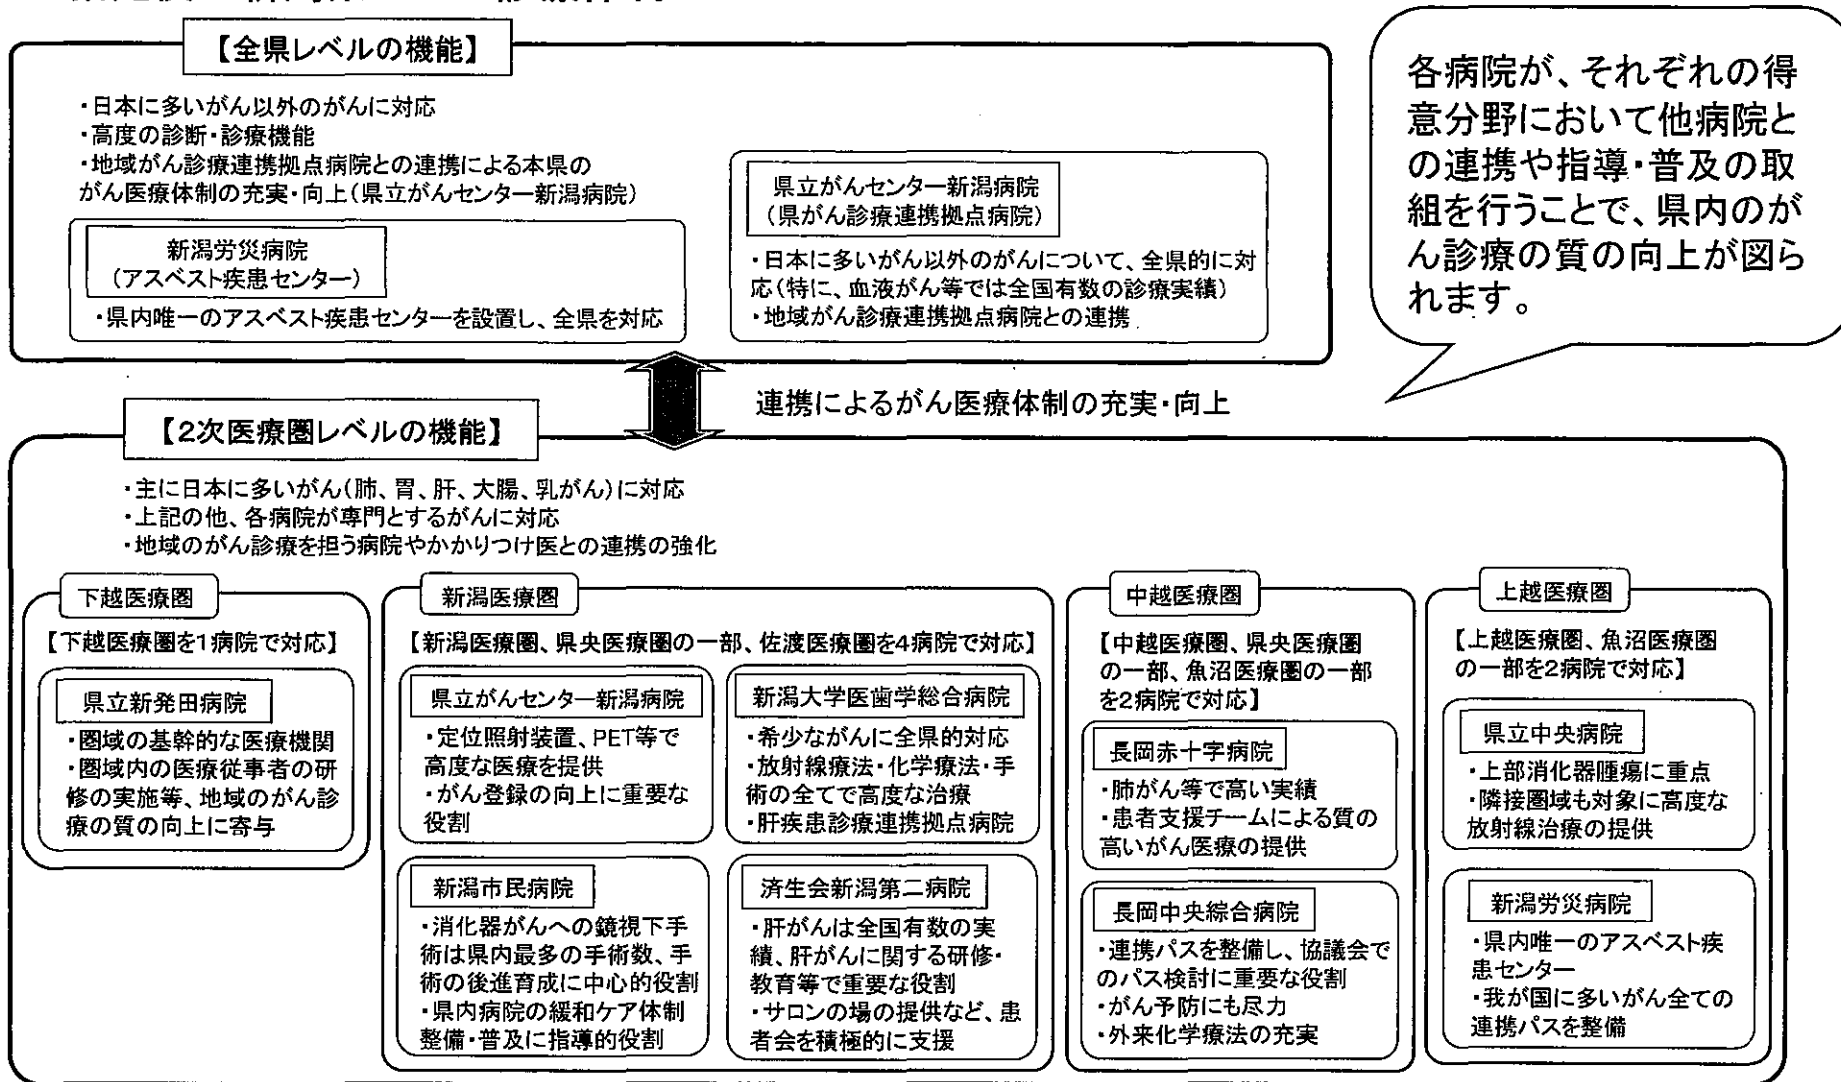 【全県レベルの機能】
・日本に多いがん以外のがんに対応
・高度の診断・診療機能
・地域がん診療連携拠点病院との連携による本県の
がん医療体制の充実・向上(県立がんセンター新潟病院)
新潟労災病院
(アスベスト疾患センター)
・県内唯一のアスベスト疾患センターを設置し、全県を対応
県立がんセンター新潟病院
(県がん診療連携拠点病院)
・日本に多いがん以外のがんについて、全県的に対
応(特に、血液がん等では全国有数の診療実績)
・地域がん診療連携拠点病院との連携
各病院が、それぞれの得
意分野において他病院と
の連携や指導・普及の取
組を行うことで、県内のが
ん診療の質の向上が図ら
れます。
連携によるがん医療体制の充実・向上
【2次医療圏レベルの機能】
・主に日本に多いがん(肺、胃、肝、大腸、乳がん)に対応
・上記の他、各病院が専門とするがんに対応
・地域のがん診療を担う病院やかかりつけ医との連携の強化
下越医療圏
【下越医療圏を1病院で対応】
県立新発田病院
・圏域の基幹的な医療機関
・圏域内の医療従事者の研
修の実施等、地域のがん診
療の質の向上に寄与
新潟医療圏
【新潟医療圏、県央医療圏の一部、佐渡医療圏を4病院で対応】
県立がんセンター新潟病院
・定位照射装置、PET等で
高度な医療を提供
・がん登録の向上に重要な
役割
新潟大学医歯学総合病院
・希少ながんに全県的対応
・放射線療法・化学療法・手
術の全てで高度な治療
・肝疾患診療連携拠点病院
新潟市民病院
・消化器がんへの鏡視下手
術は県内最多の手術数、手
術の後進育成に中心的役割
・県内病院の緩和ケア体制
整備・普及に指導的役割
済生会新潟第二病院
・肝がんは全国有数の実
績、肝がんに関する研修・
教育等で重要な役割
・サロンの場の提供など、患
者会を積極的に支援
中越医療圏
【中越医療圏、県央医療圏
の一部、魚沼医療圏の一部
を2病院で対応】
長岡赤十字病院
・肺がん等で高い実績
・患者支援チームによる質の
高いがん医療の提供
長岡中央綜合病院
・連携パスを整備し、協議会で
のパス検討に重要な役割
・がん予防にも尽力
・外来化学療法の充実
上越医療圏
【上越医療圏、魚沼医療圏
の一部を2病院で対応】
県立中央病院
・上部消化器腫瘍に重点
・隣接圏域も対象に高度な
放射線治療の提供
新潟労災病院
・県内唯一のアスベスト疾
患センター
・我が国に多いがん全ての
連携パスを整備